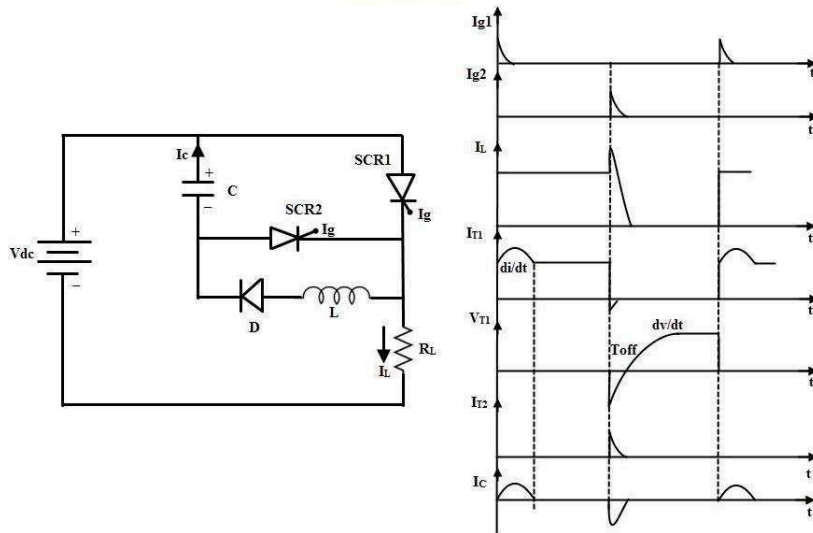 Ic
+
C
−
SCR1
Ig
SCR2
Ig
+
Vdc
−
D
L
IL
RL
Ig1
t
Ig2
t
IL
t
IT1
di/dt
t
VT1
Toff
dv/dt
t
IT2
t
IC
t